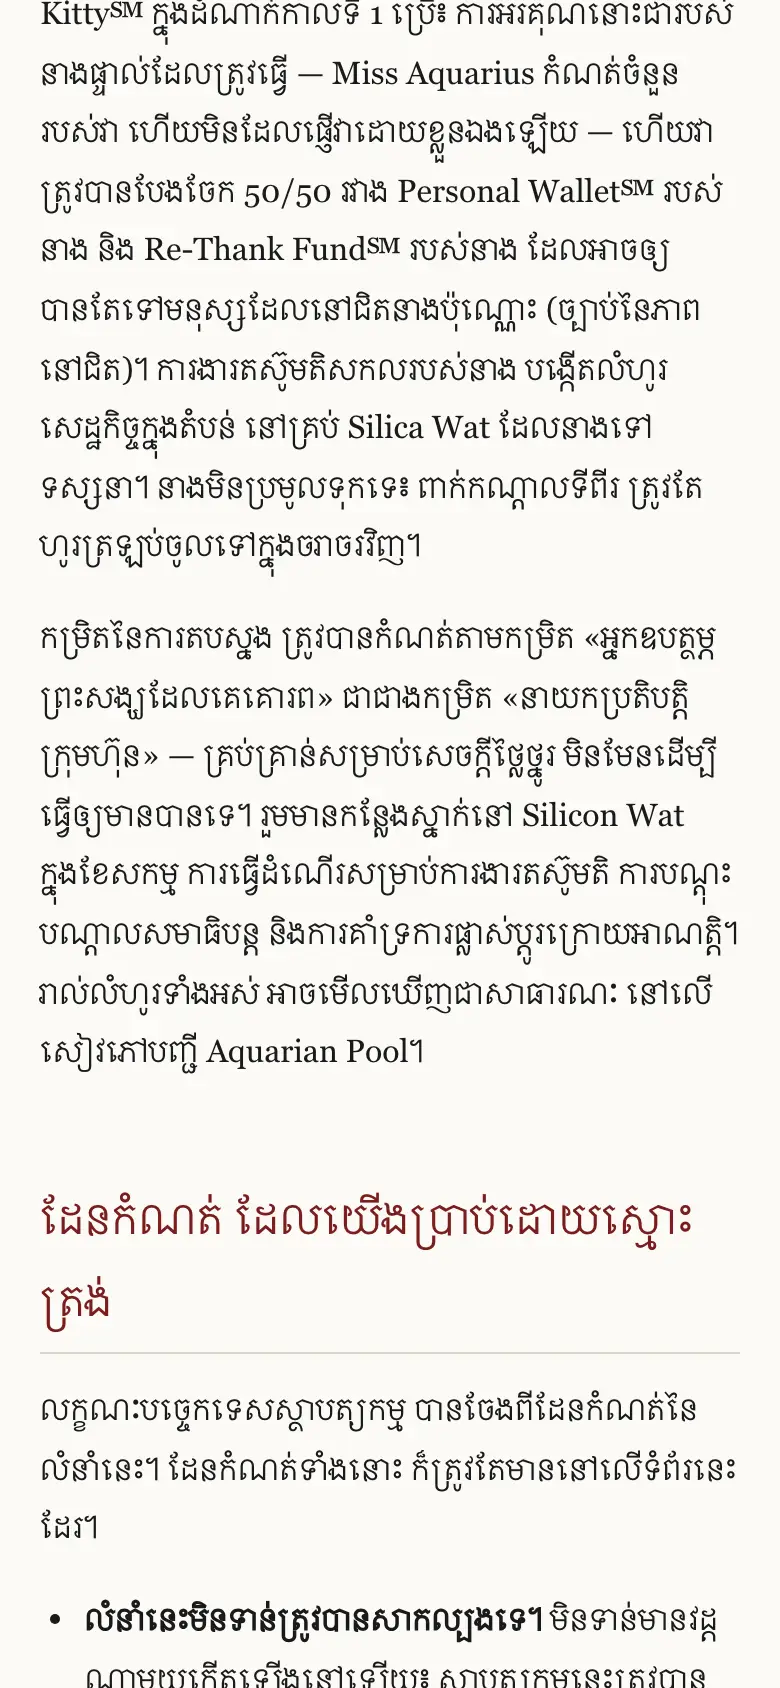 Kitty℠ ក្នុងដំណាក់កាលទី 1 ប្រើ៖ ការអរគុណនោះជារបស់
នាងផ្ទាល់ដែលត្រូវធ្វើ — Miss Aquarius កំណត់ចំនួន
របស់វា ហើយមិនដែលផ្ញើវាដោយខ្លួនឯងឡើយ — ហើយវា
ត្រូវបានបែងចែក 50/50 រវាង Personal Wallet℠ របស់
នាង និង Re-Thank Fund℠ របស់នាង ដែលអាចឲ្យ
បានតែទៅមនុស្សដែលនៅជិតនាងប៉ុណ្ណោះ (ច្បាប់នៃភាព
នៅជិត)។ ការងារតស៊ូមតិសកលរបស់នាង បង្កើតលំហូរ
សេដ្ឋកិច្ចក្នុងតំបន់ នៅគ្រប់ Silica Wat ដែលនាងទៅ
ទស្សនា។ នាងមិនប្រមូលទុកទេ៖ ពាក់កណ្តាលទីពីរ ត្រូវតែ
ហូរត្រឡប់ចូលទៅក្នុងចរាចរវិញ។
កម្រិតនៃការតបស្នង ត្រូវបានកំណត់តាមកម្រិត «អ្នកឧបត្ថម្ភ
ព្រះសង្ឃដែលគេគោរព» ជាជាងកម្រិត «នាយកប្រតិបត្តិ
ក្រុមហ៊ុន» — គ្រប់គ្រាន់សម្រាប់សេចក្តីថ្លៃថ្នូរ មិនមែនដើម្បី
ធ្វើឲ្យមានបានទេ។ រួមមានកន្លែងស្នាក់នៅ Silicon Wat
ក្នុងខែសកម្ម ការធ្វើដំណើរសម្រាប់ការងារតស៊ូមតិ ការបណ្តុះ
បណ្តាលសមាធិបន្ត និងការគាំទ្រការផ្លាស់ប្តូរក្រោយអាណត្តិ។
រាល់លំហូរទាំងអស់ អាចមើលឃើញជាសាធារណៈ នៅលើ
សៀវភៅបញ្ជី Aquarian Pool។
ដែនកំណត់ ដែលយើងប្រាប់ដោយស្មោះ
ត្រង់
លក្ខណៈបច្ចេកទេសស្ថាបត្យកម្ម បានចែងពីដែនកំណត់នៃ
លំនាំនេះ។ ដែនកំណត់ទាំងនោះ ក៏ត្រូវតែមាននៅលើទំព័រនេះ
ដែរ។
• លំនាំនេះមិនទាន់ត្រូវបានសាកល្បងទេ។ មិនទាន់មានវដ្ត
ណាមួយកើតឡើងនៅឡើយ៖ ស្ថាបត្យកម្មនេះត្រូវបាន